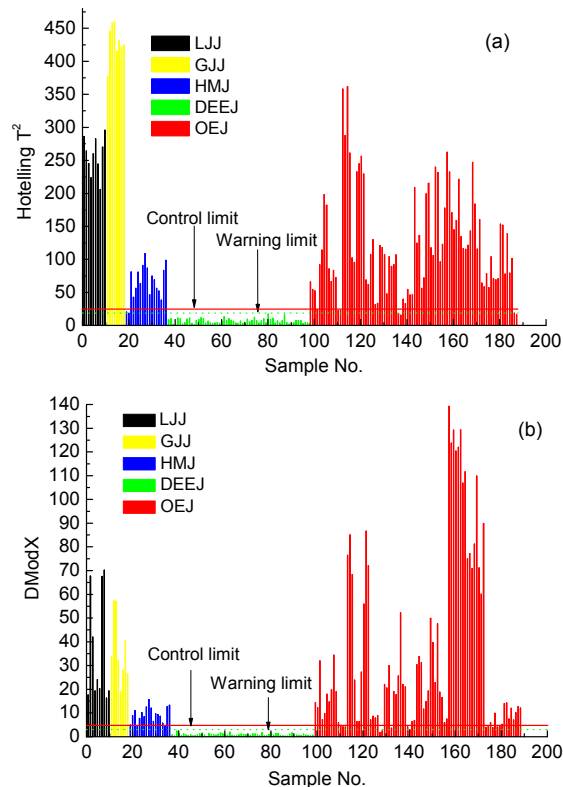 (a)
LJJ
GJJ
HMJ
DEEJ
OEJ
Control limit
Warning limit
Hotelling T²
450
400
350
300
250
200
150
100
50
0
0 20 40 60 80 100 120 140 160 180 200
Sample No.
(b)
LJJ
GJJ
HMJ
DEEJ
OEJ
Control limit
Warning limit
DModX
140
130
120
110
100
90
80
70
60
50
40
30
20
10
0
0 20 40 60 80 100 120 140 160 180 200
Sample No.